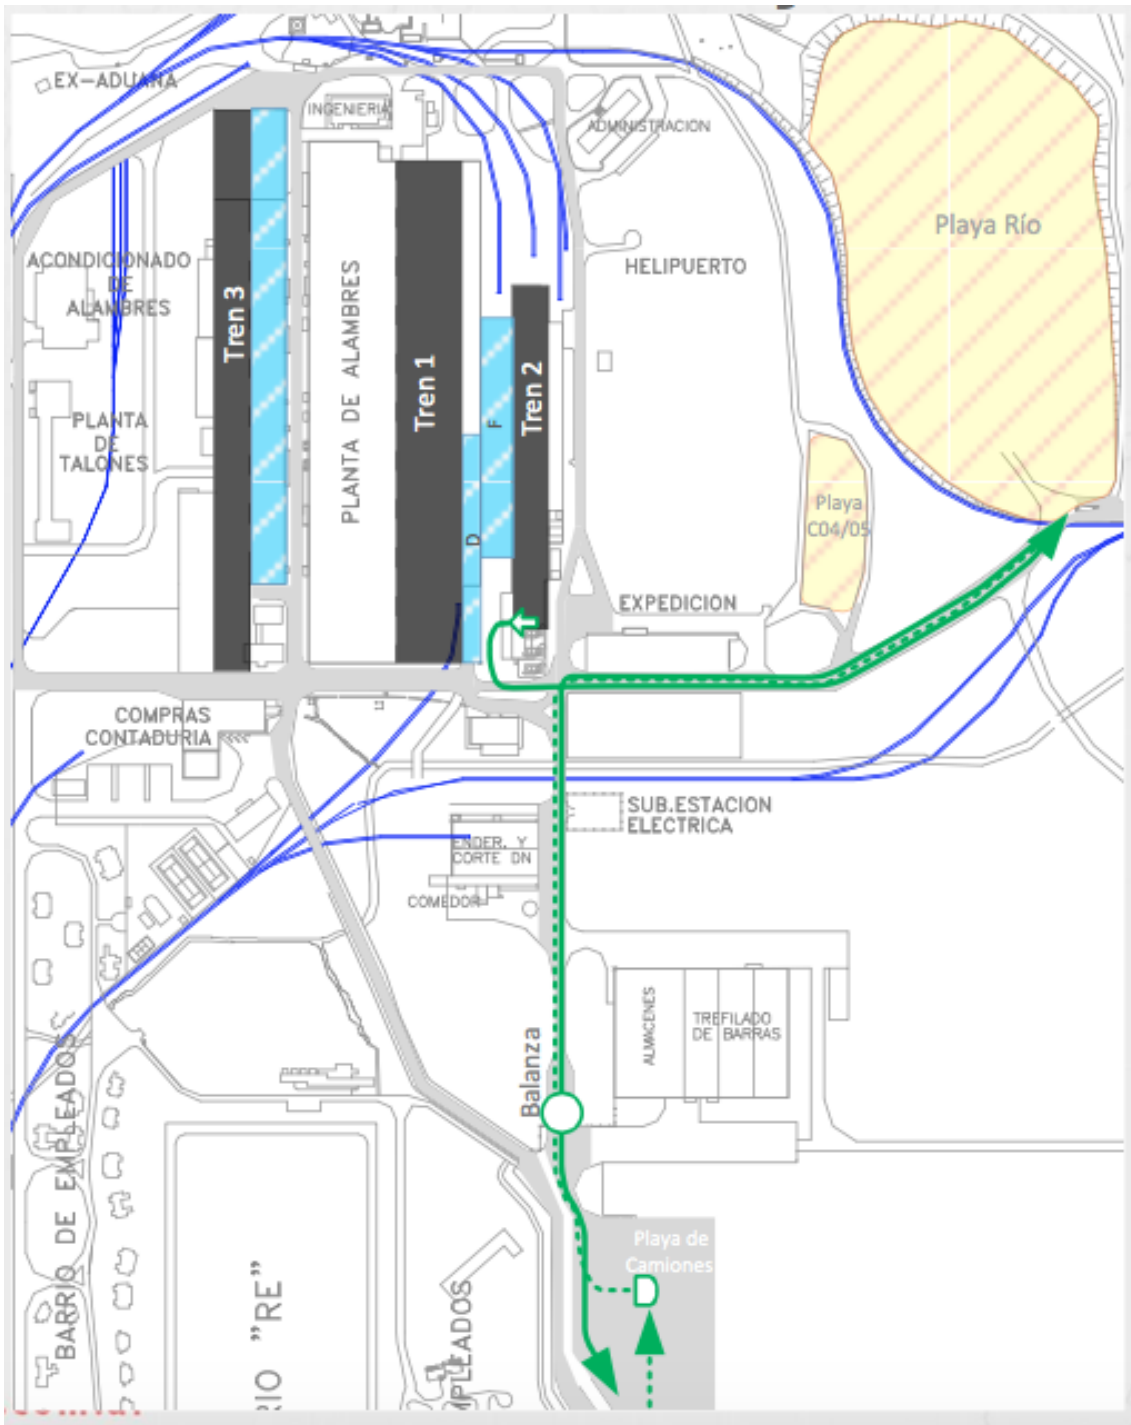 EX-ADUANA
INGENIERIA
ADMINISTRACION
Playa Río
ACONDICIONADO
DE
ALAMBRES
HELIPUERTO
Tren 3
PLANTA DE ALAMBRES
Tren 1
Tren 2
F
D
PLANTA
DE
TALONES
Playa
C04/05
EXPEDICION
COMPRAS
CONTADURIA
SUB.ESTACION
ELECTRICA
ENDER. Y
CORTE DN
COMEDOR
ALMACENES
TREFILADO
DE BARRAS
Balanza
BARRIO DE EMPLEADOS
Playa de
Camiones
RIO "RE"
MPLEADOS